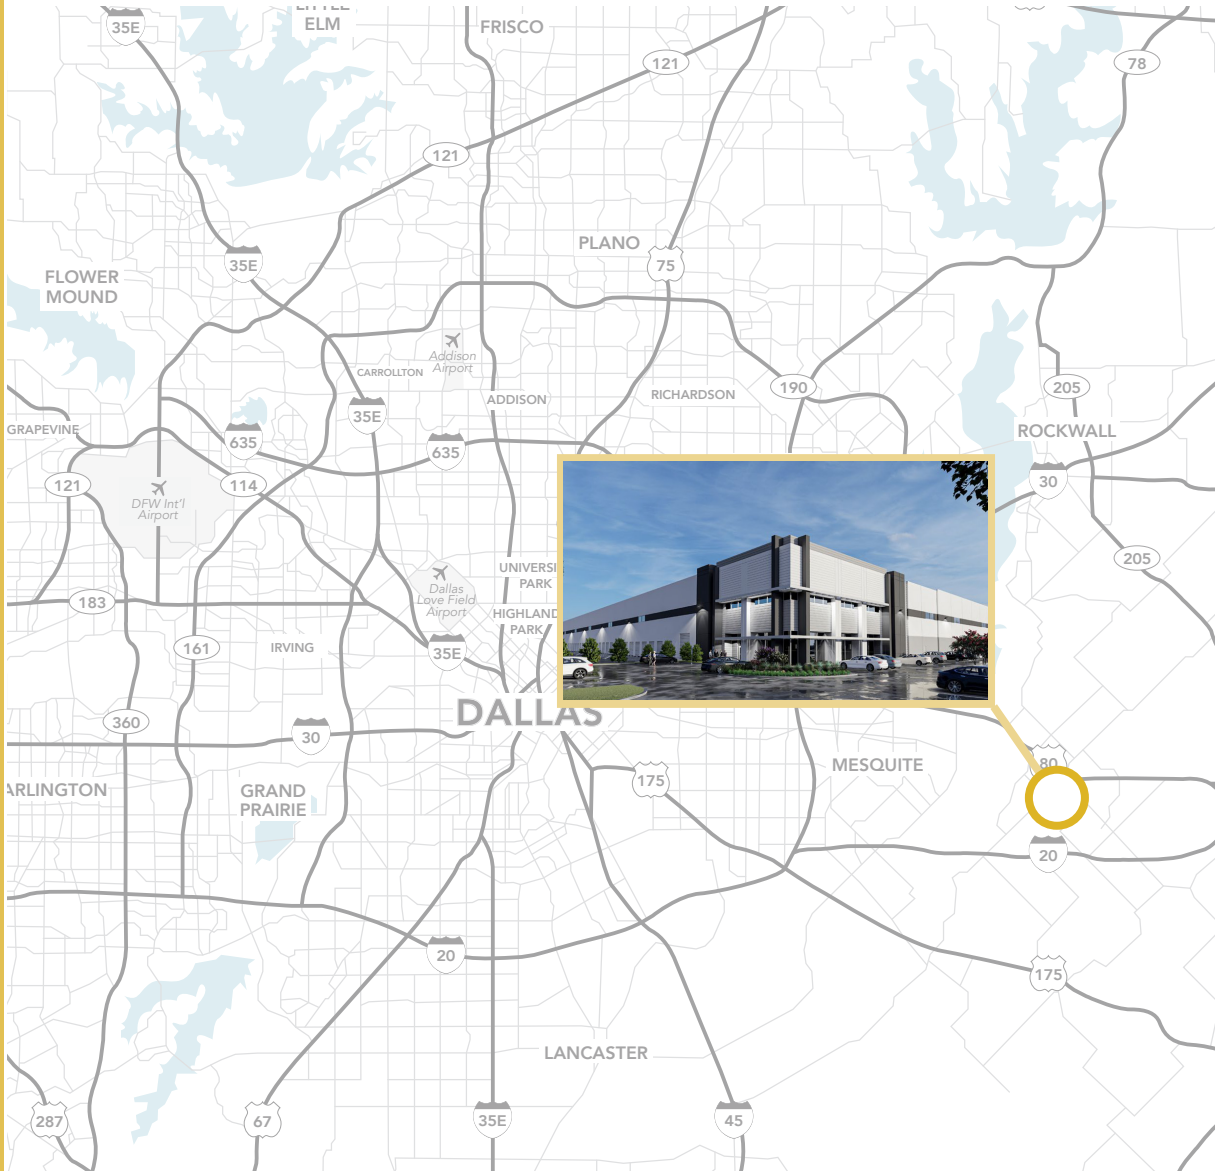 LITTLE
ELM
35E
FRISCO
121
78
121
PLANO
35E
75
FLOWER
MOUND
Addison
Airport
CARROLLTON
190
205
ADDISON
RICHARDSON
35E
GRAPEVINE
ROCKWALL
635
635
121
114
30
DFW Int'l
Airport
205
UNIVERSI
PARK
Dallas
Love Field
Airport
183
HIGHLAND
PARK
161
IRVING
35E
DALLAS
360
30
80
MESQUITE
175
ARLINGTON
GRAND
PRAIRIE
20
20
175
LANCASTER
287
67
35E
45